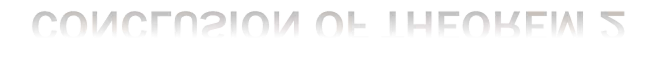 CONCLUSION OF THEOREM 2